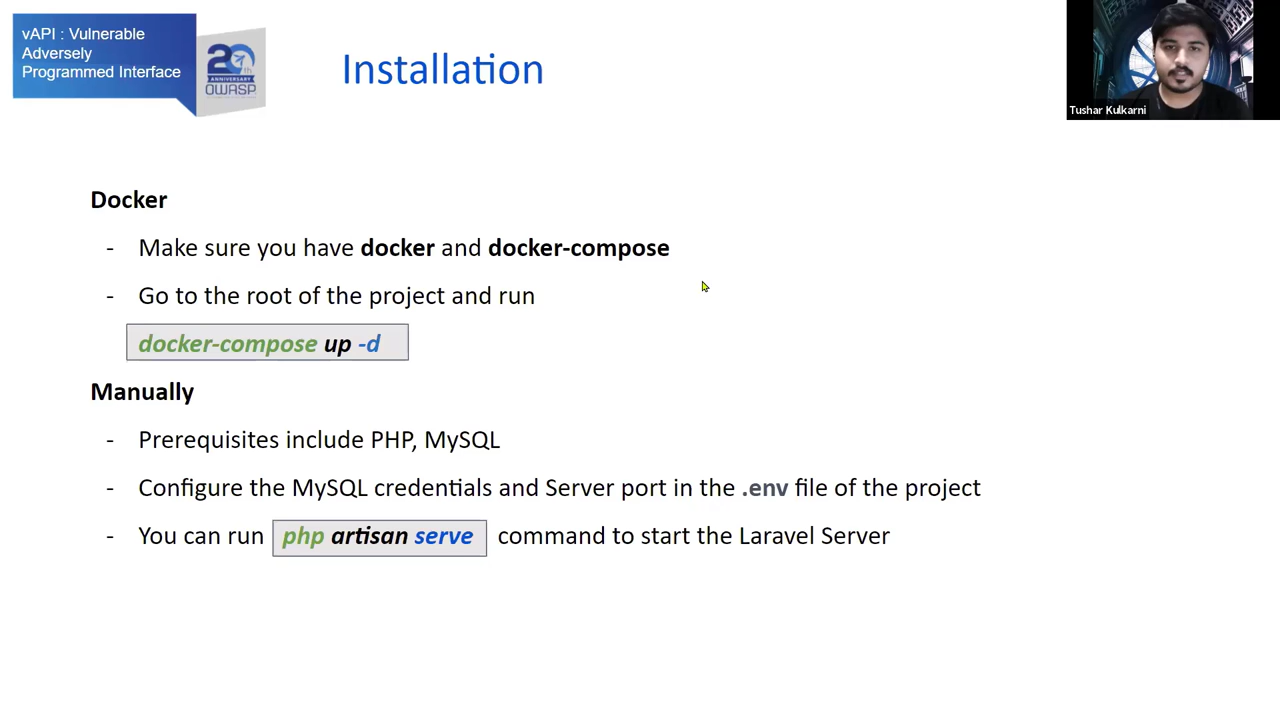 vAPI : Vulnerable
Adversely
Programmed Interface
20th
ANNIVERSARY
OWASP
Installation
Tushar Kulkarni
Docker
- Make sure you have docker and docker-compose
- Go to the root of the project and run
docker-compose up -d
Manually
- Prerequisites include PHP, MySQL
- Configure the MySQL credentials and Server port in the .env file of the project
- You can run php artisan serve command to start the Laravel Server